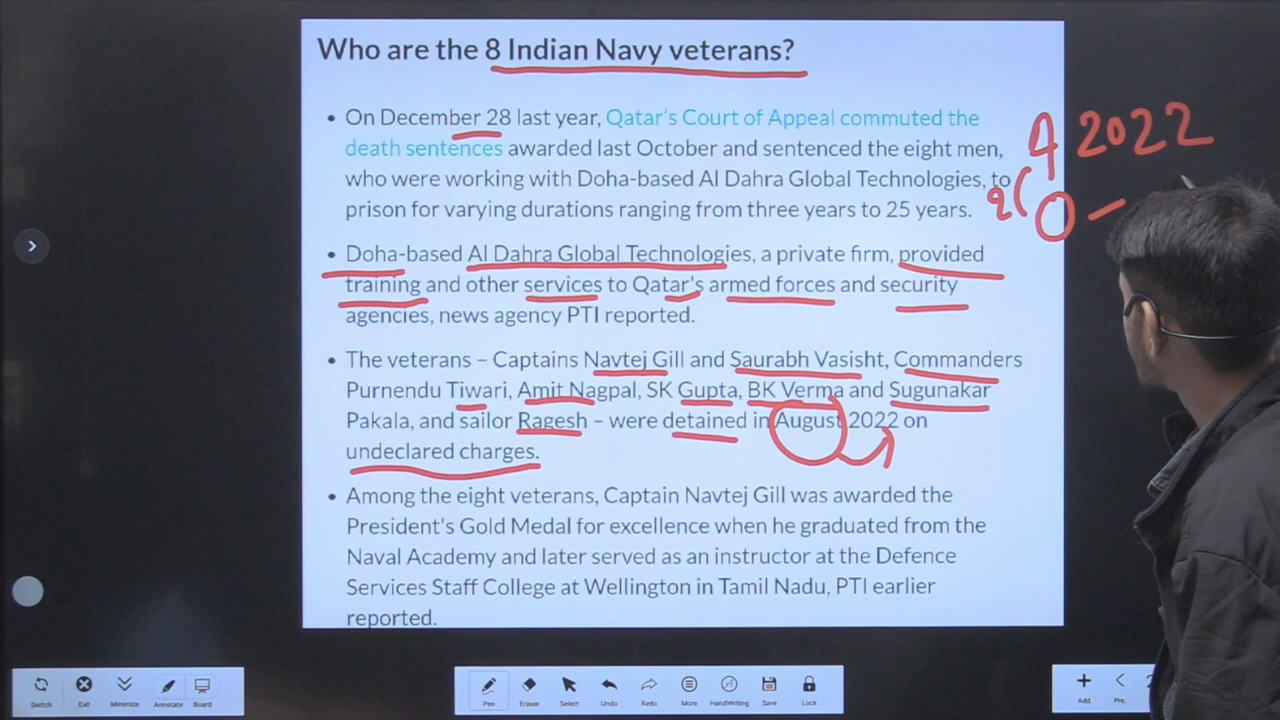 Who are the 8 Indian Navy veterans?
• On December 28 last year, Qatar's Court of Appeal commuted the
death sentences awarded last October and sentenced the eight men,
who were working with Doha-based Al Dahra Global Technologies, to
prison for varying durations ranging from three years to 25 years.
A 2022
2( O –
• Doha-based Al Dahra Global Technologies, a private firm, provided
training and other services to Qatar's armed forces and security
agencies, news agency PTI reported.
• The veterans – Captains Navtej Gill and Saurabh Vasisht, Commanders
Purnendu Tiwari, Amit Nagpal, SK Gupta, BK Verma and Sugunakar
Pakala, and sailor Ragesh – were detained in August 2022 on
undeclared charges.
• Among the eight veterans, Captain Navtej Gill was awarded the
President's Gold Medal for excellence when he graduated from the
Naval Academy and later served as an instructor at the Defence
Services Staff College at Wellington in Tamil Nadu, PTI earlier
reported.
Switch Exit Minimize Annotate Board Pen Eraser Select Undo Redo More HandWriting Save Lock Add Pre.